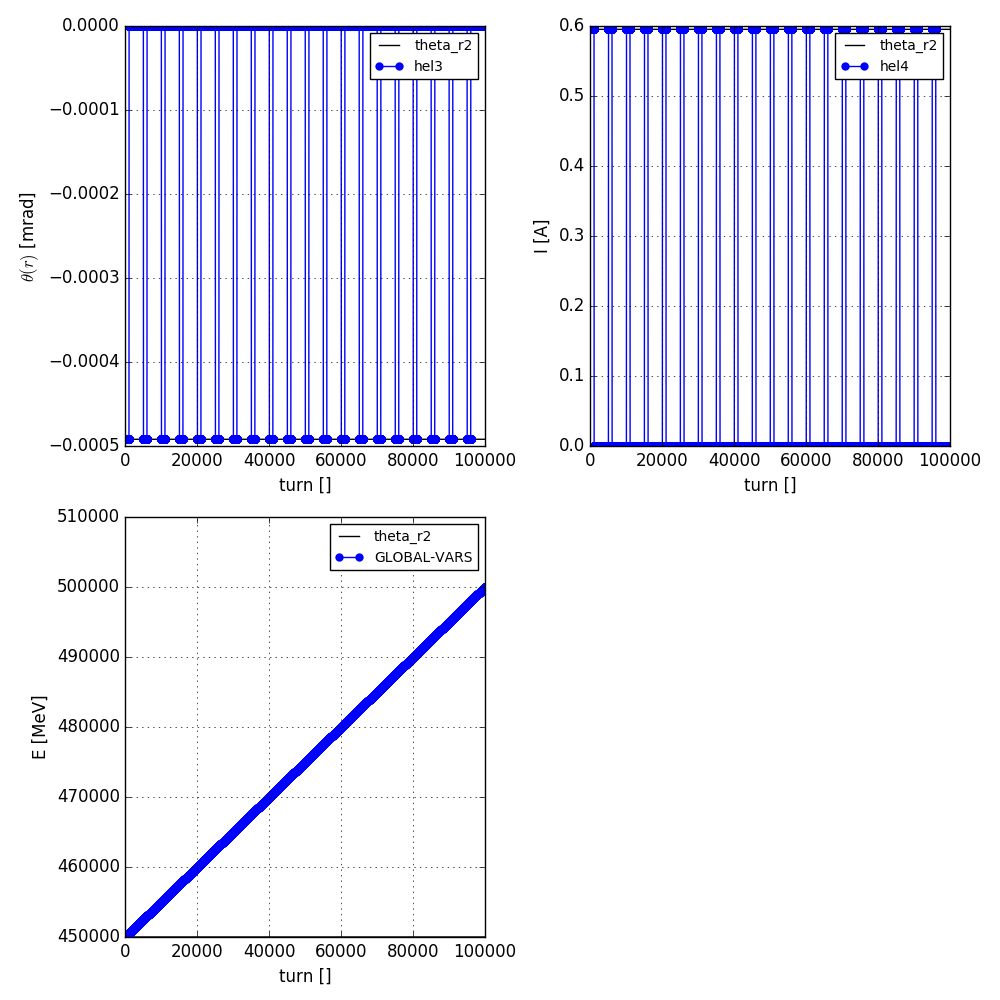 0.0000
−0.0001
−0.0002
−0.0003
−0.0004
−0.0005
θ(r) [mrad]
0 20000 40000 60000 80000 100000
turn []
theta_r2
hel3
0.6
0.5
0.4
0.3
0.2
0.1
0.0
I [A]
0 20000 40000 60000 80000 100000
turn []
theta_r2
hel4
510000
500000
490000
480000
470000
460000
450000
E [MeV]
0 20000 40000 60000 80000 100000
turn []
theta_r2
GLOBAL-VARS